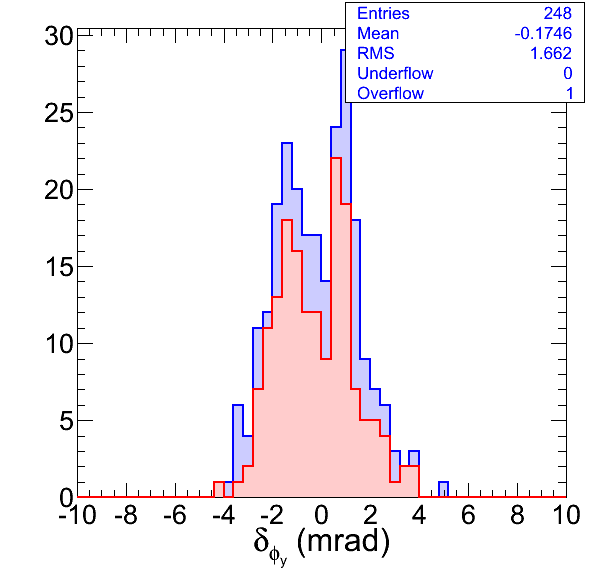 Entries 248
Mean -0.1746
RMS 1.662
Underflow 0
Overflow 1
30
25
20
15
10
5
0
-10 -8 -6 -4 -2 0 2 4 6 8 10
δϕy (mrad)